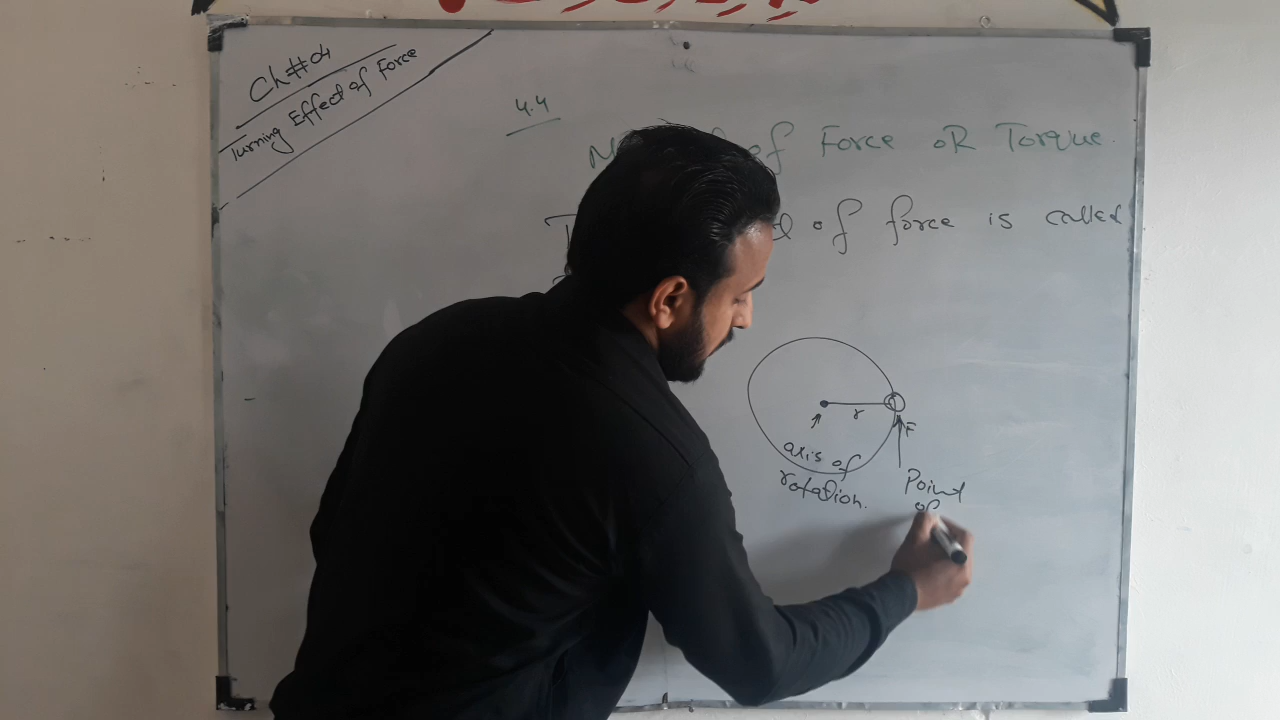 Ch#04
Turning Effect of Force
4.4
of Force OR Torque
of force is called
r
F
axis of
rotation.
Point
of